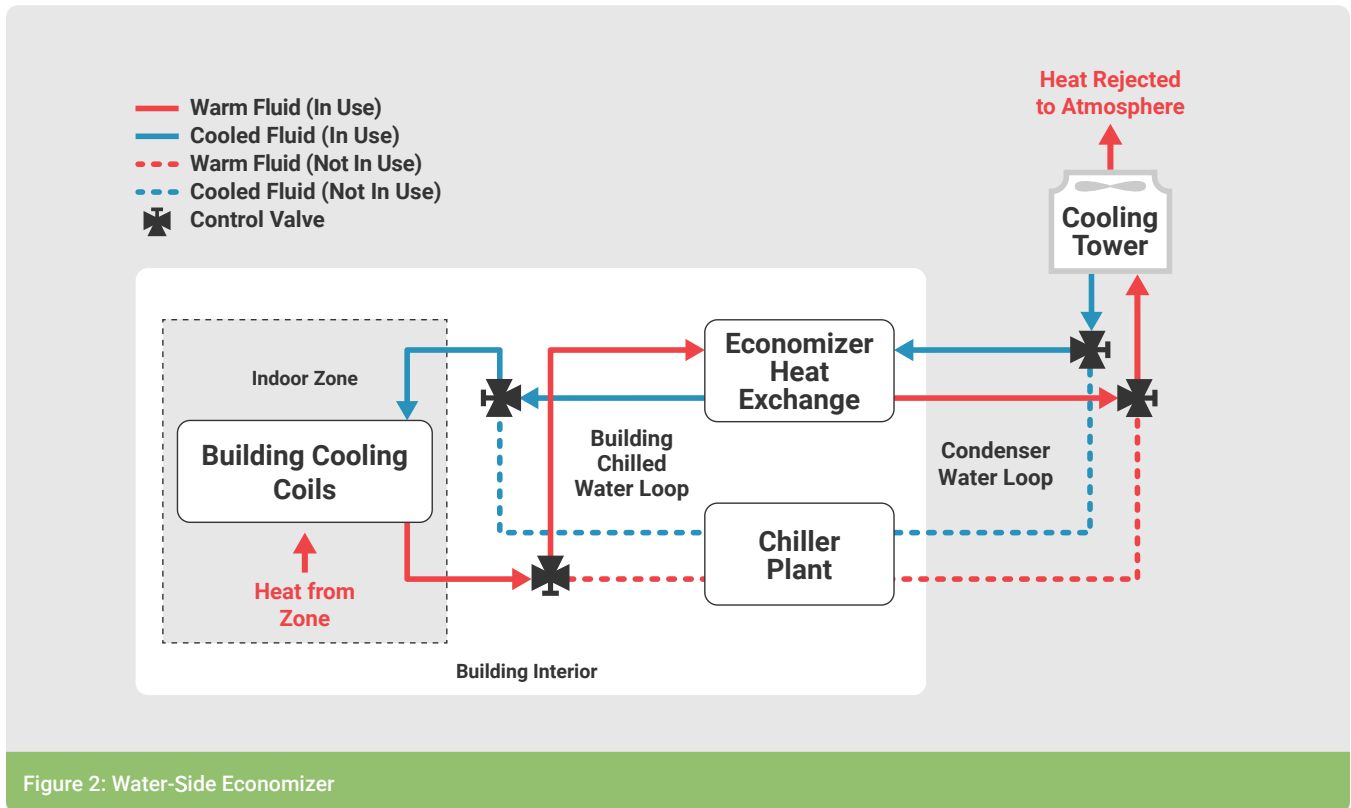 Heat Rejected
to Atmosphere
Warm Fluid (In Use)
Cooled Fluid (In Use)
Warm Fluid (Not In Use)
Cooled Fluid (Not In Use)
Control Valve
Cooling
Tower
Indoor Zone
Building Cooling
Coils
Heat from
Zone
Building
Chilled
Water Loop
Economizer
Heat
Exchange
Chiller
Plant
Condenser
Water Loop
Building Interior
Figure 2: Water-Side Economizer